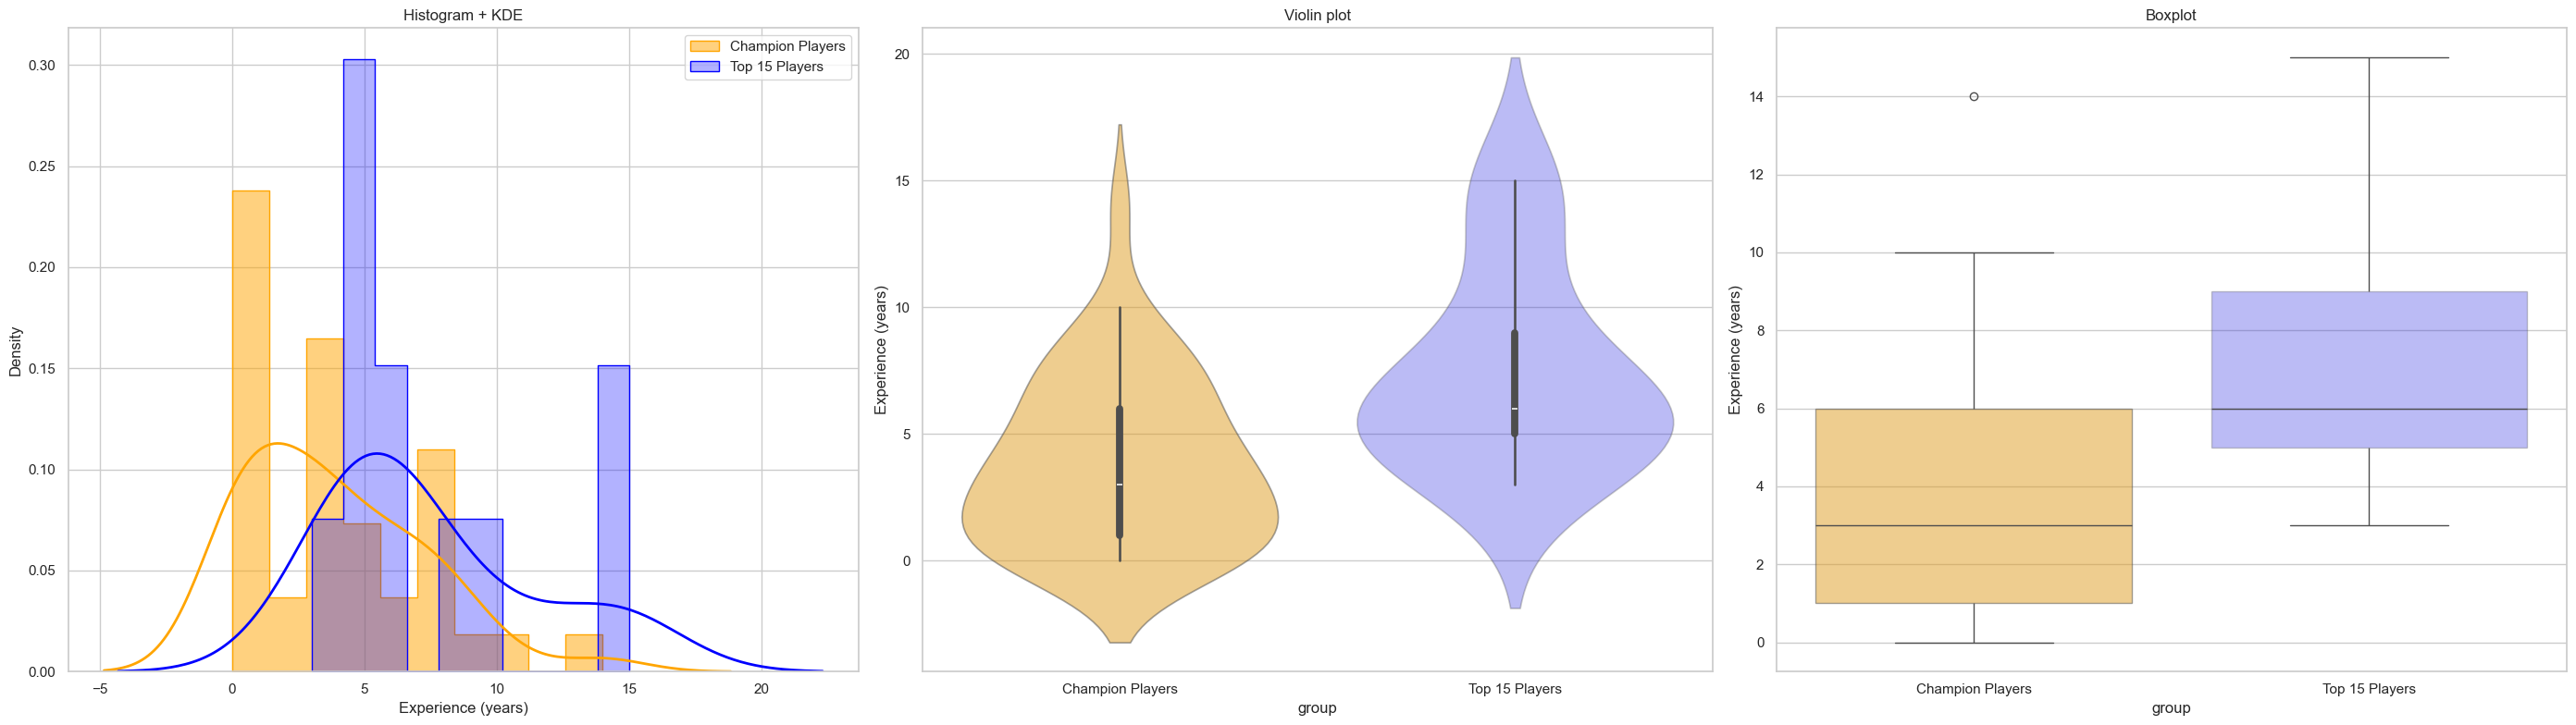 Histogram + KDE
Champion Players
Top 15 Players
Density
0.30
0.25
0.20
0.15
0.10
0.05
0.00
−5
0
5
10
15
20
Experience (years)
Violin plot
Experience (years)
20
15
10
5
0
Champion Players
Top 15 Players
group
Boxplot
Experience (years)
14
12
10
8
6
4
2
0
Champion Players
Top 15 Players
group